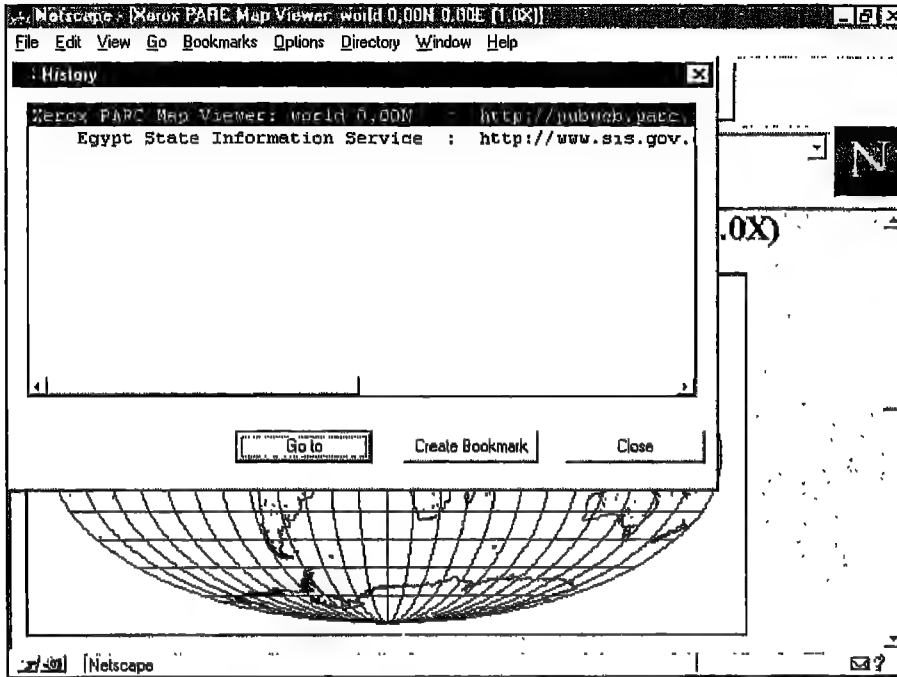 Netscape - [Xerox PARC Map Viewer: world 0.00N 0.00E (1.0X)]
File Edit View Go Bookmarks Options Directory Window Help
History
Xerox PARC Map Viewer: world 0.00N - http://pubweb.parc.
Egypt State Information Service : http://www.sis.gov.
N
.0X)
Go to Create Bookmark Close
Netscape